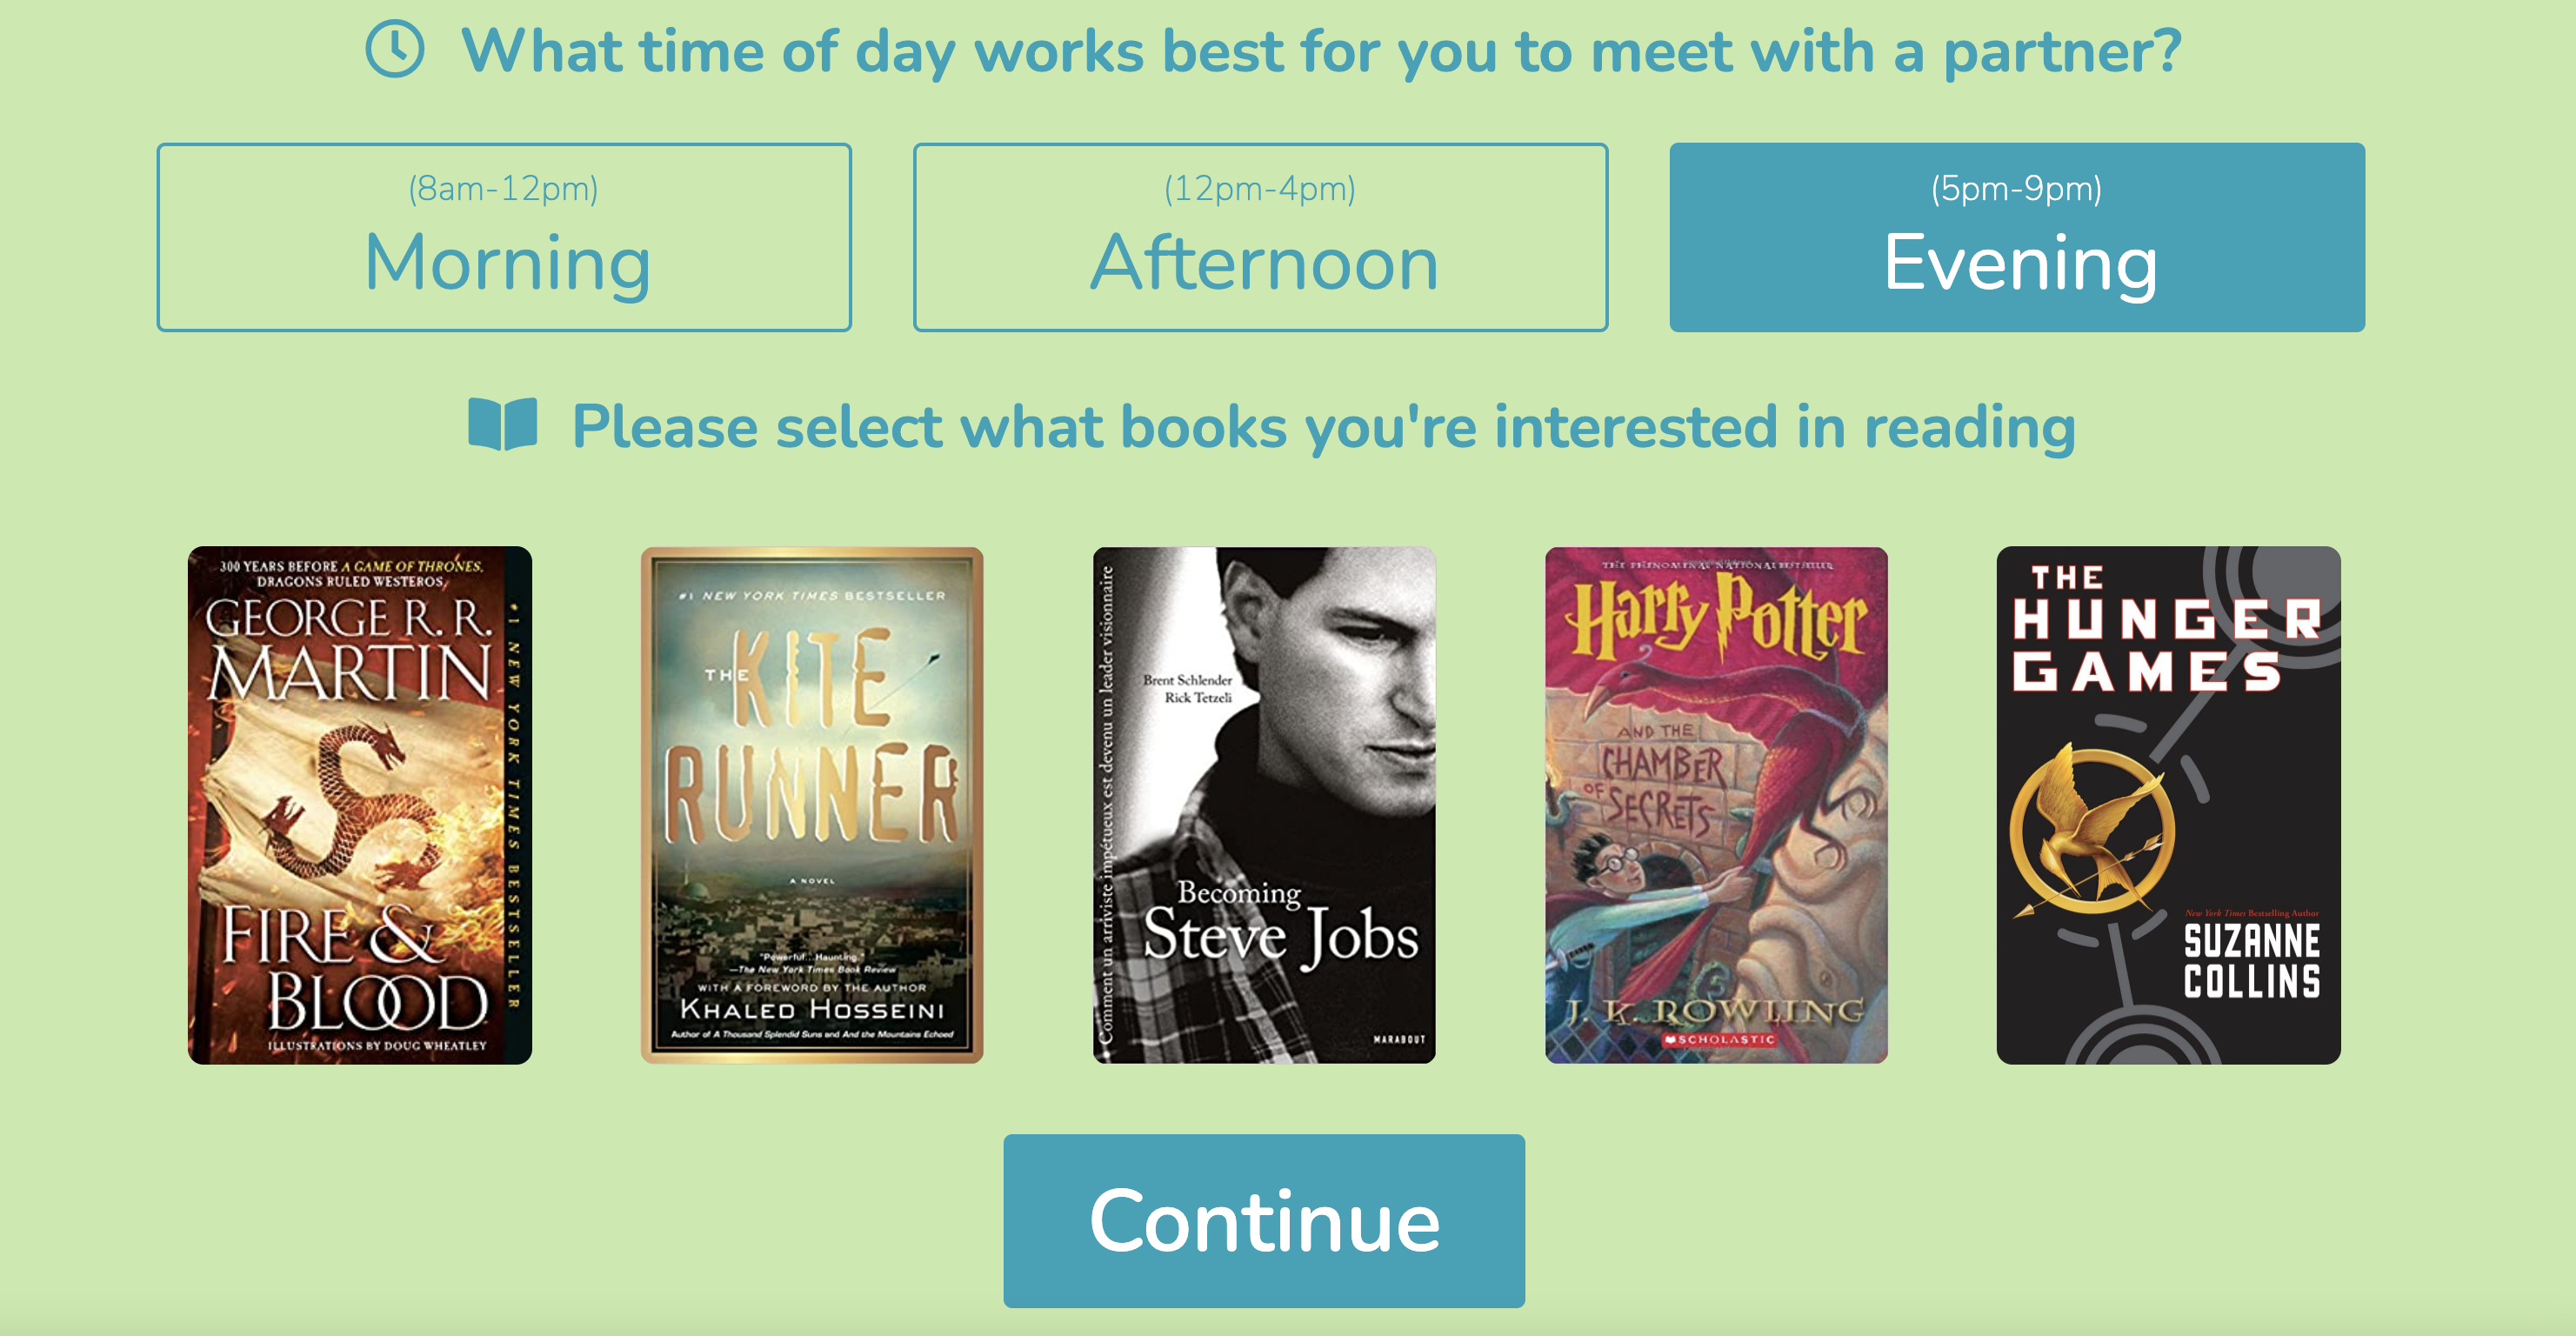 What time of day works best for you to meet with a partner?
(8am-12pm)
Morning
(12pm-4pm)
Afternoon
(5pm-9pm)
Evening
Please select what books you're interested in reading
300 YEARS BEFORE A GAME OF THRONES,
DRAGONS RULED WESTEROS.
GEORGE R. R.
MARTIN
FIRE &
BLOOD
ILLUSTRATIONS BY DOUG WHEATLEY
#1 NEW YORK TIMES BESTSELLER
#1 NEW YORK TIMES BESTSELLER
THE KITE
RUNNER
A NOVEL
"Powerful...Haunting."
—The New York Times Book Review
WITH A FOREWORD BY THE AUTHOR
KHALED HOSSEINI
Author of A Thousand Splendid Suns and And the Mountains Echoed
Comment un arriviste impétueux est devenu un leader visionnaire
Brent Schlender
Rick Tetzeli
Becoming
Steve Jobs
MARABOUT
THE PHENOMENAL NATIONAL BESTSELLER
Harry Potter
AND THE
CHAMBER
OF SECRETS
J. K. ROWLING
SCHOLASTIC
THE
HUNGER
GAMES
New York Times Bestselling Author
SUZANNE
COLLINS
Continue